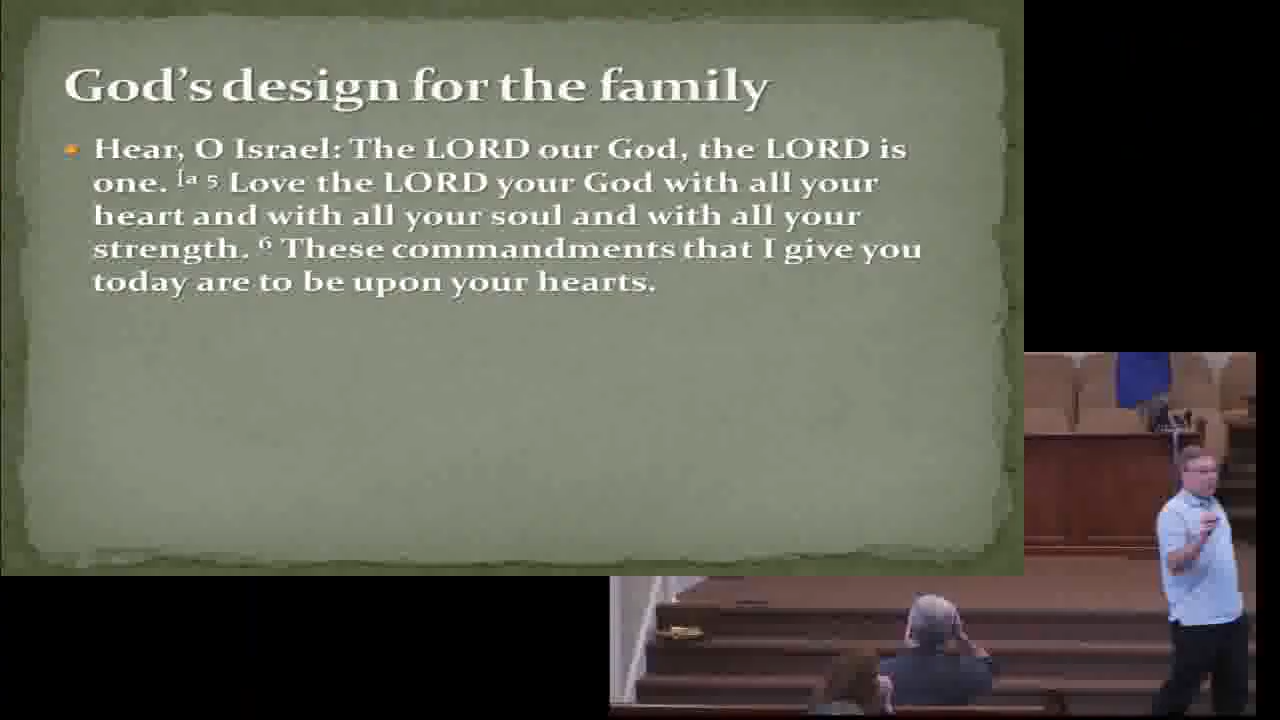 God's design for the family
Hear, O Israel: The LORD our God, the LORD is
one. [a 5 Love the LORD your God with all your
heart and with all your soul and with all your
strength. 6 These commandments that I give you
today are to be upon your hearts.